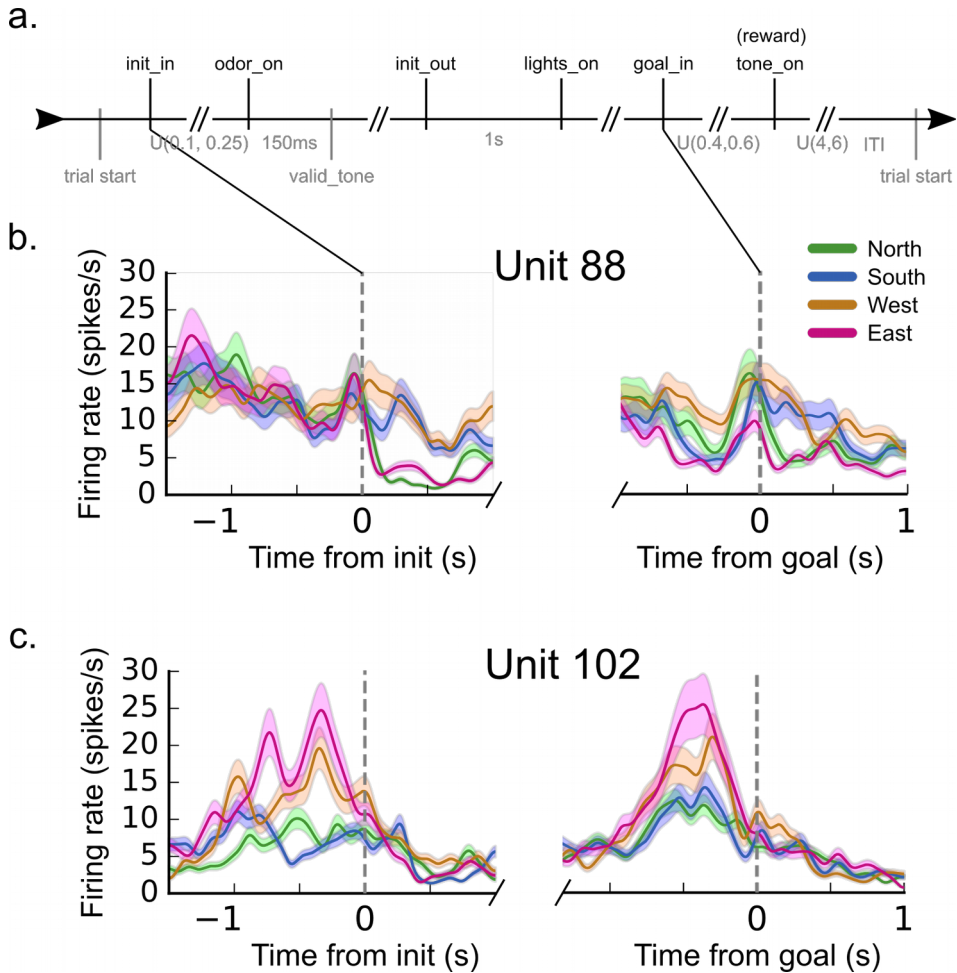 a.
(reward)
init_in odor_on init_out lights_on goal_in tone_on
U(0.1, 0.25) 150ms 1s U(0.4,0.6) U(4,6) ITI
trial start valid_tone trial start
b.
Unit 88
North
South
West
East
Firing rate (spikes/s)
30
25
20
15
10
5
0
−1 0 0 1
Time from init (s) Time from goal (s)
c.
Unit 102
Firing rate (spikes/s)
30
25
20
15
10
5
0
−1 0 0 1
Time from init (s) Time from goal (s)